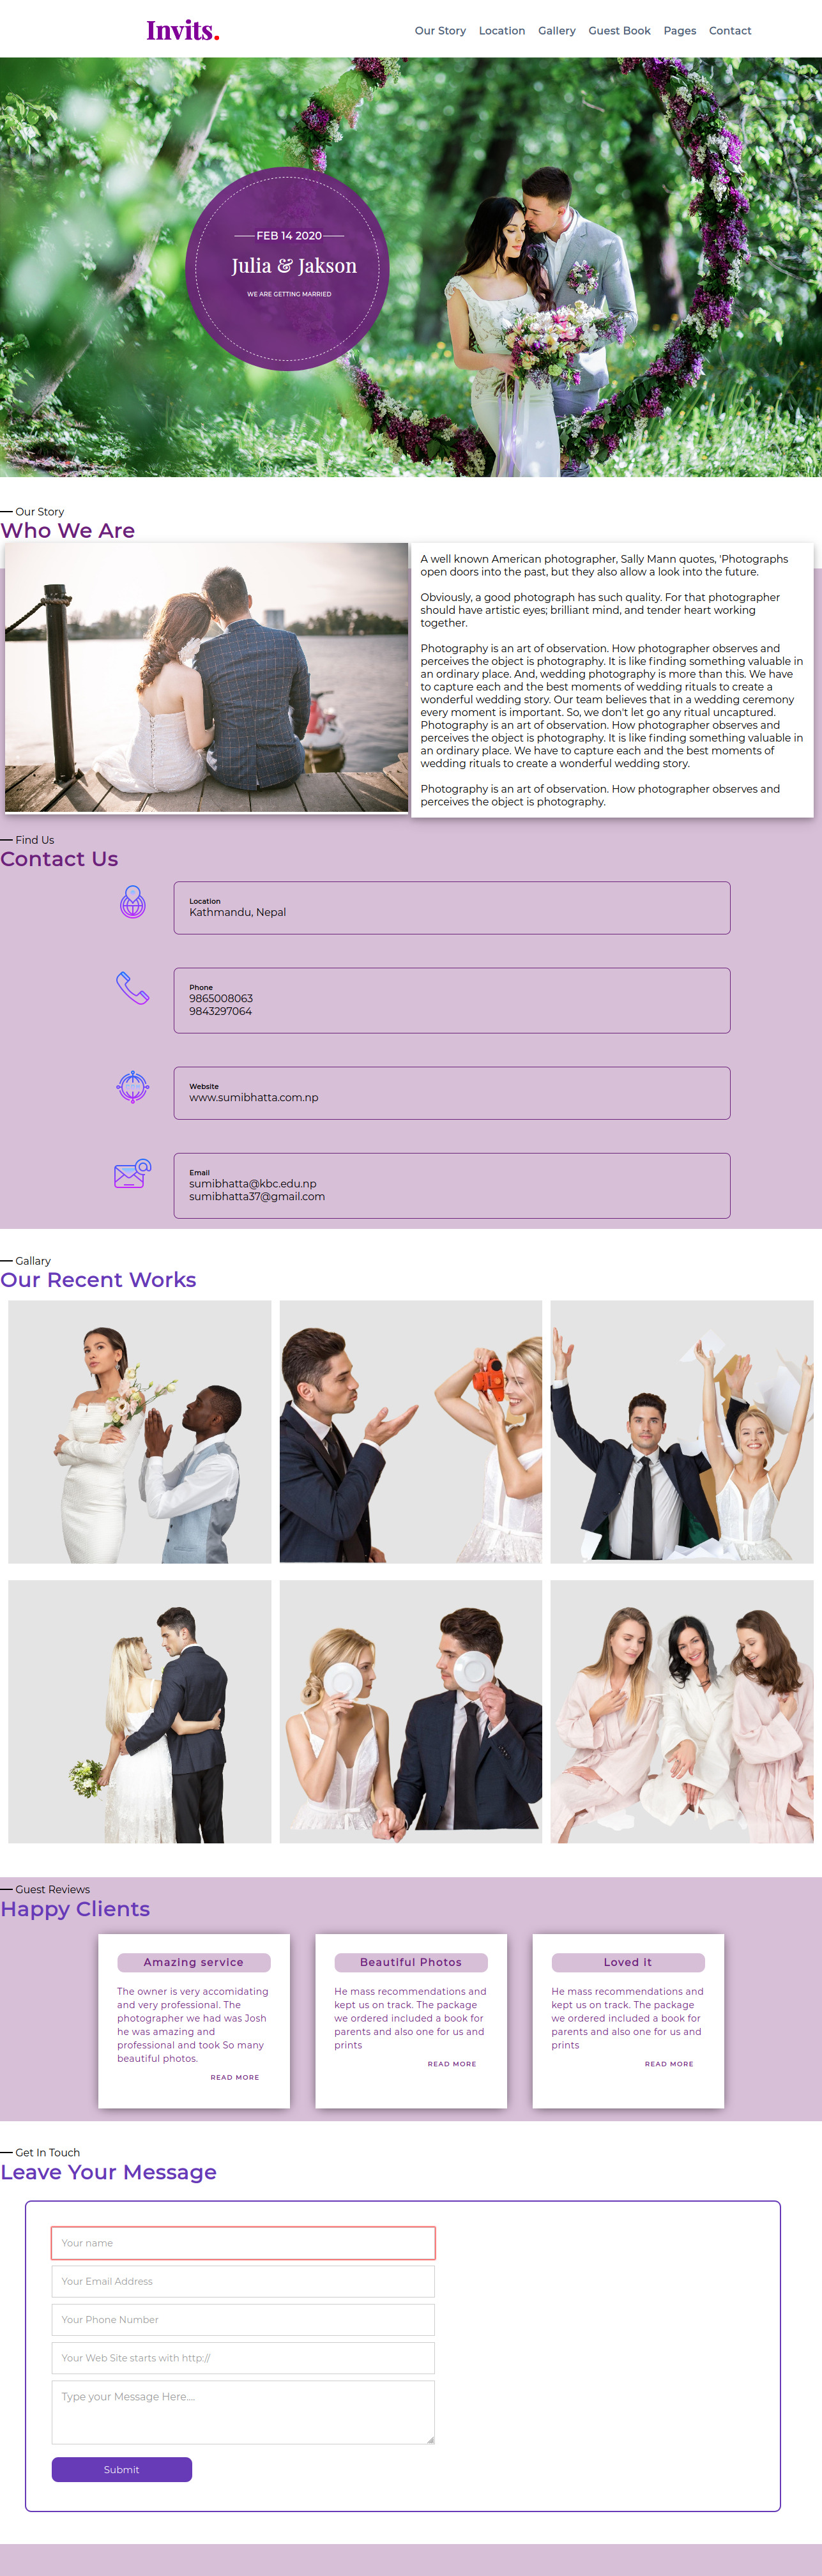 Invits.
Our Story Location Gallery Guest Book Pages Contact
FEB 14 2020
Julia & Jakson
WE ARE GETTING MARRIED
Our Story
Who We Are
A well known American photographer, Sally Mann quotes, 'Photographs
open doors into the past, but they also allow a look into the future.
Obviously, a good photograph has such quality. For that photographer
should have artistic eyes; brilliant mind, and tender heart working
together.
Photography is an art of observation. How photographer observes and
perceives the object is photography. It is like finding something valuable in
an ordinary place. And, wedding photography is more than this. We have
to capture each and the best moments of wedding rituals to create a
wonderful wedding story. Our team believes that in a wedding ceremony
every moment is important. So, we don't let go any ritual uncaptured.
Photography is an art of observation. How photographer observes and
perceives the object is photography. It is like finding something valuable in
an ordinary place. We have to capture each and the best moments of
wedding rituals to create a wonderful wedding story.
Photography is an art of observation. How photographer observes and
perceives the object is photography.
Find Us
Contact Us
Location
Kathmandu, Nepal
Phone
9865008063
9843297064
Website
www.sumibhatta.com.np
Email
sumibhatta@kbc.edu.np
sumibhatta37@gmail.com
Gallary
Our Recent Works
Guest Reviews
Happy Clients
Amazing service
The owner is very accomidating
and very professional. The
photographer we had was Josh
he was amazing and
professional and took So many
beautiful photos.
READ MORE
Beautiful Photos
He mass recommendations and
kept us on track. The package
we ordered included a book for
parents and also one for us and
prints
READ MORE
Loved it
He mass recommendations and
kept us on track. The package
we ordered included a book for
parents and also one for us and
prints
READ MORE
Get In Touch
Leave Your Message
Your name
Your Email Address
Your Phone Number
Your Web Site starts with http://
Type your Message Here....
Submit